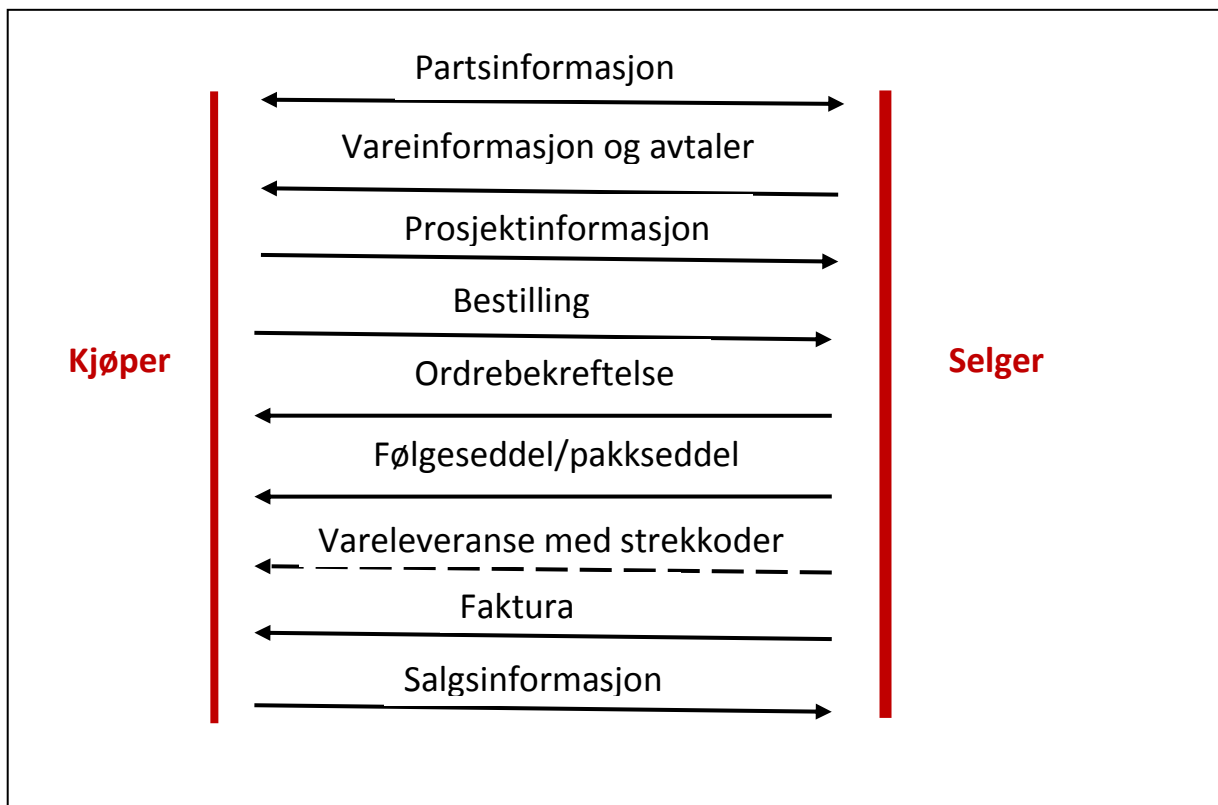 Partsinformasjon
Vareinformasjon og avtaler
Prosjektinformasjon
Bestilling
Kjøper
Selger
Ordrebekreftelse
Følgeseddel/pakkseddel
Vareleveranse med strekkoder
Faktura
Salgsinformasjon